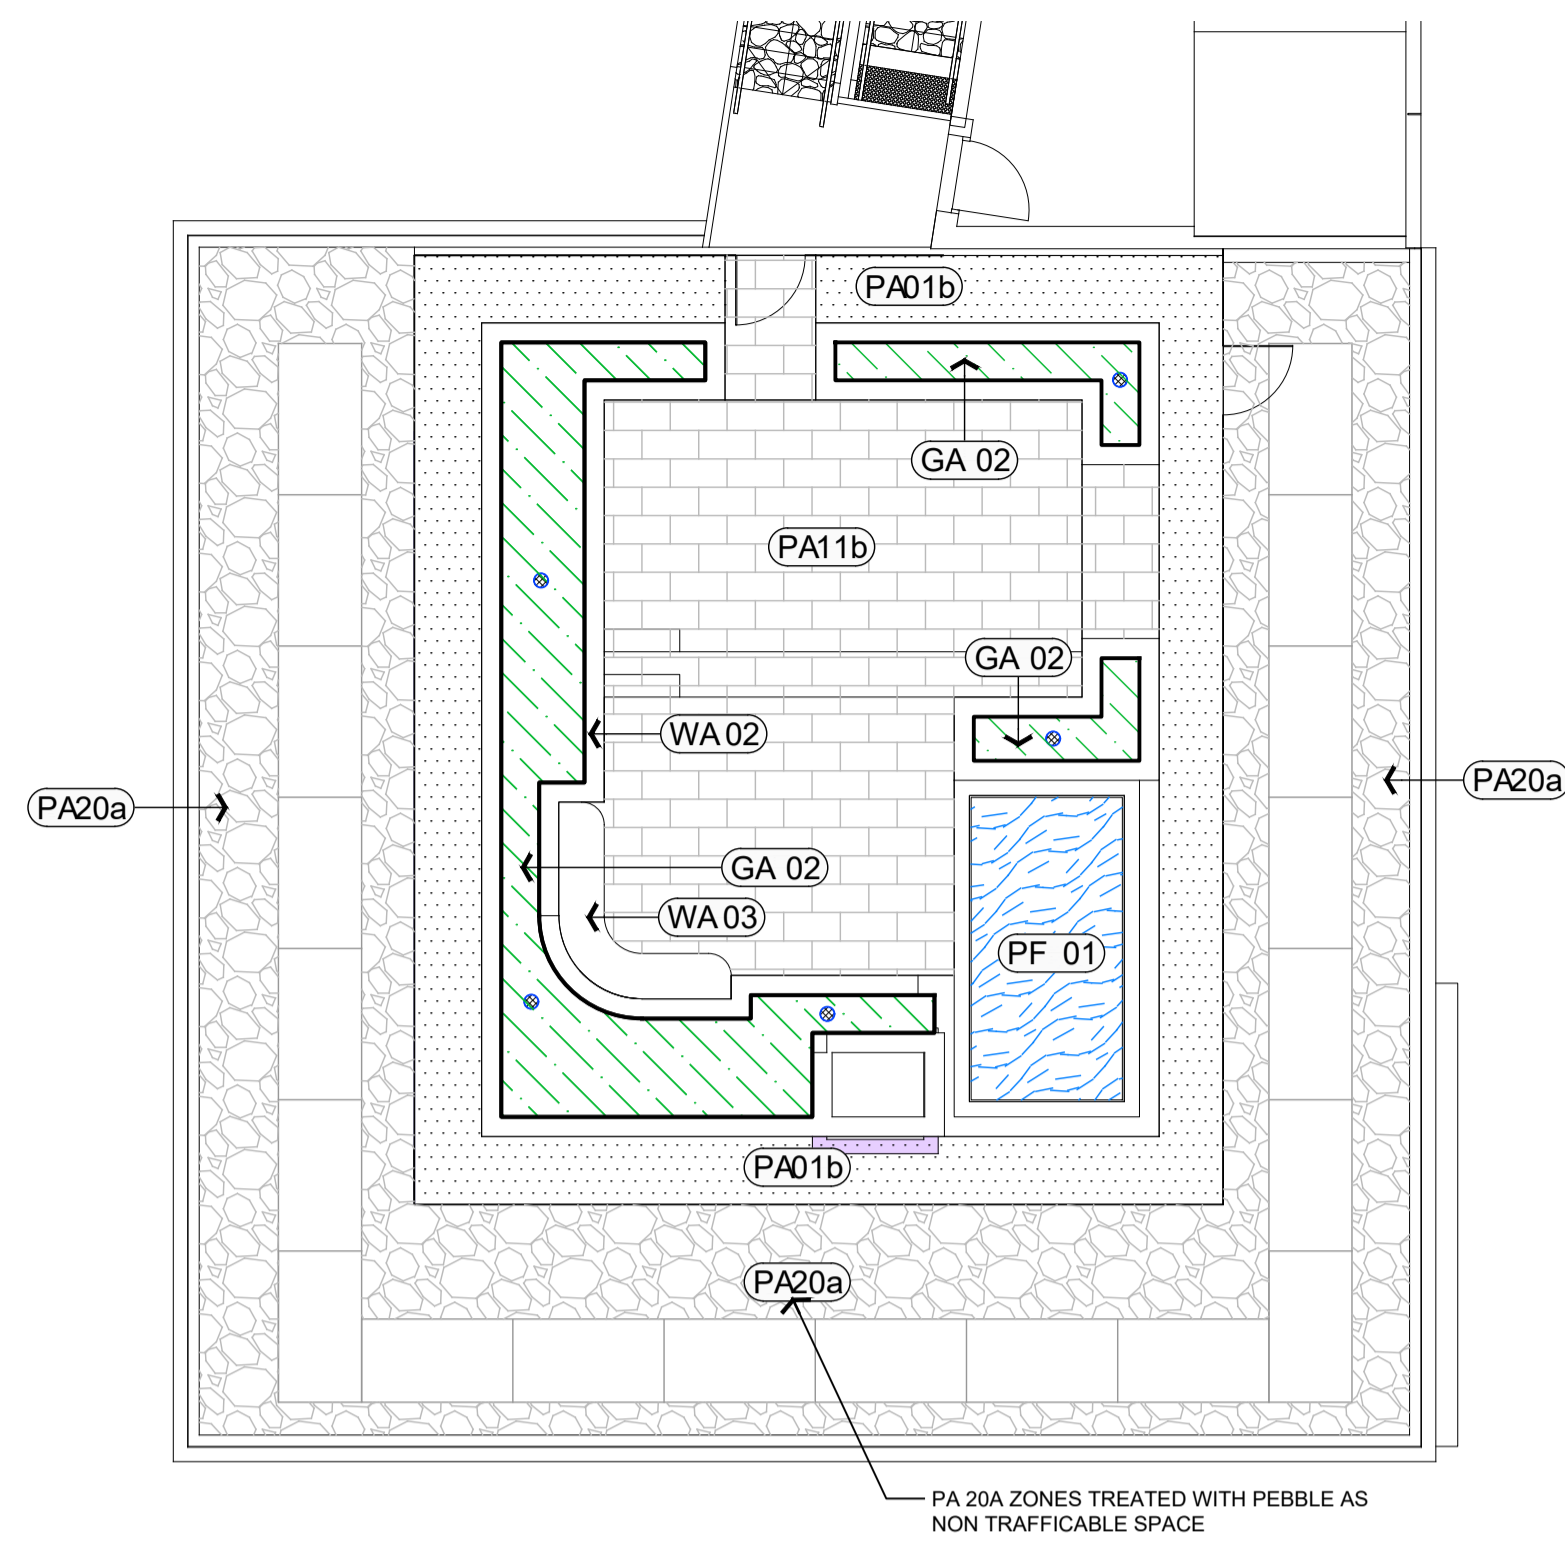 PA01b
GA 02
PA11b
GA 02
WA 02
PA20a
PA20a
GA 02
WA 03
PF 01
PA01b
PA20a
PA 20A ZONES TREATED WITH PEBBLE AS
NON TRAFFICABLE SPACE